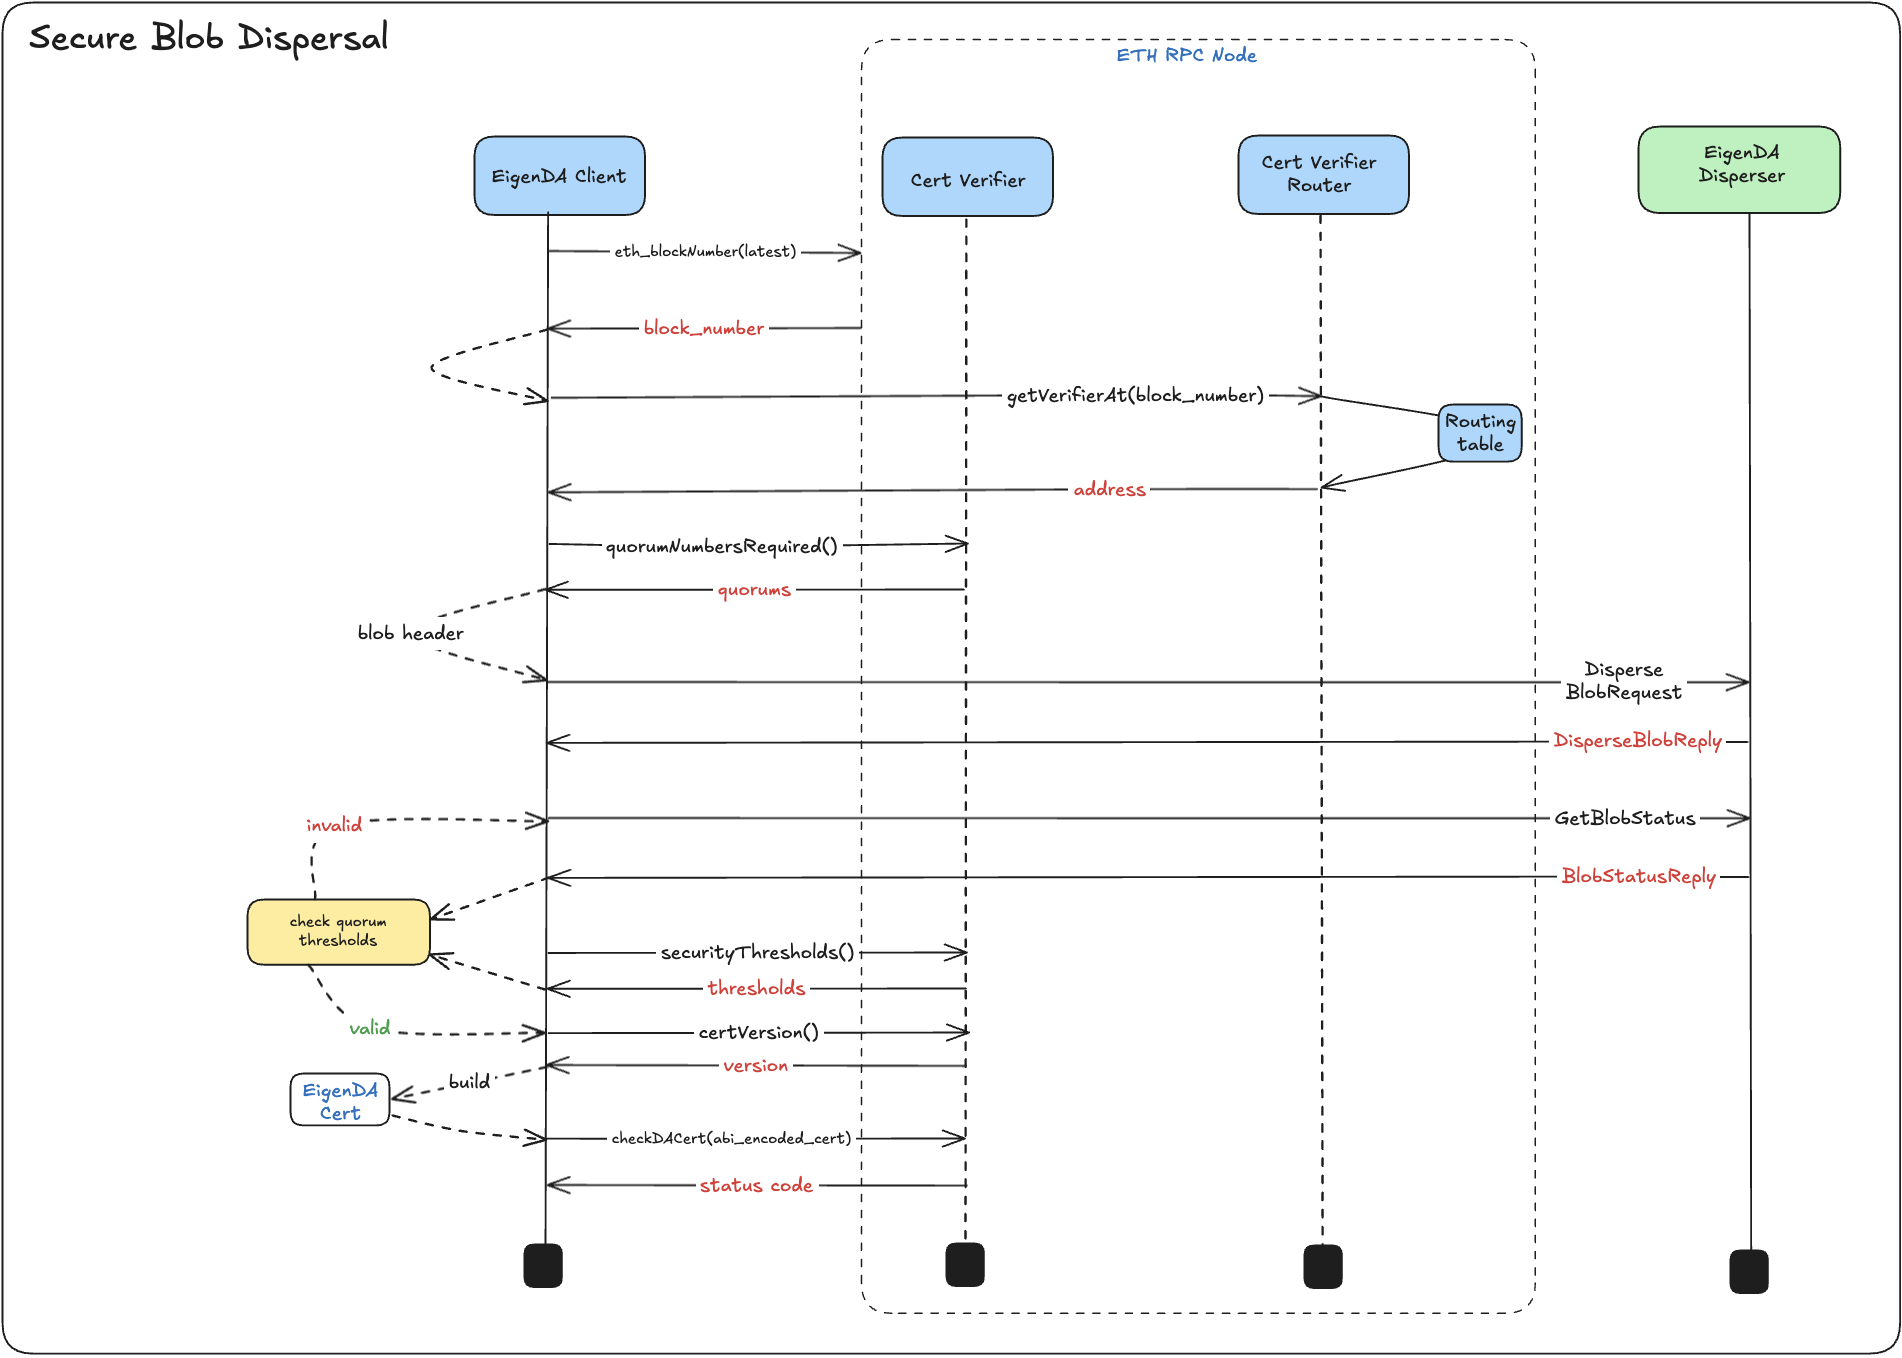 Secure Blob Dispersal
ETH RPC Node
EigenDA Client
Cert Verifier
Cert Verifier
Router
EigenDA
Disperser
eth_blockNumber(latest)
block_number
getVerifierAt(block_number)
Routing
table
address
quorumNumbersRequired()
quorums
blob header
Disperse
BlobRequest
DisperseBlobReply
invalid
GetBlobStatus
BlobStatusReply
check quorum
thresholds
securityThresholds()
thresholds
valid
certVersion()
version
build
EigenDA
Cert
checkDACert(abi_encoded_cert)
status code